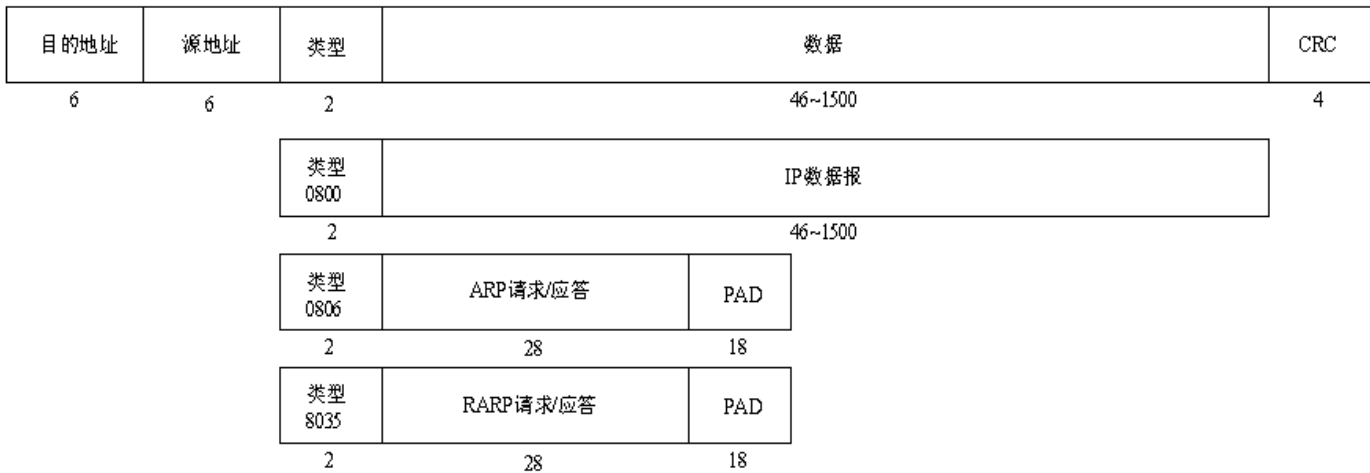 目的地址 源地址 类型 数据 CRC
6 6 2 46~1500 4
类型
0800
IP数据报
2 46~1500
类型
0806
ARP请求/应答 PAD
2 28 18
类型
8035
RARP请求/应答 PAD
2 28 18